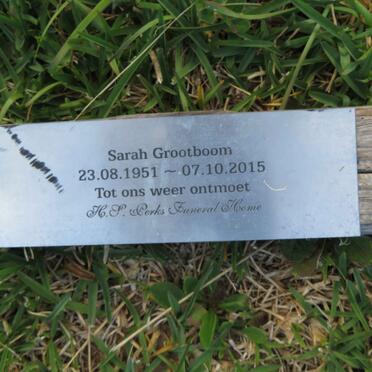 Sarah Grootboom
23.08.1951 ~ 07.10.2015
Tot ons weer ontmoet
H.S. Perks Funeral Home